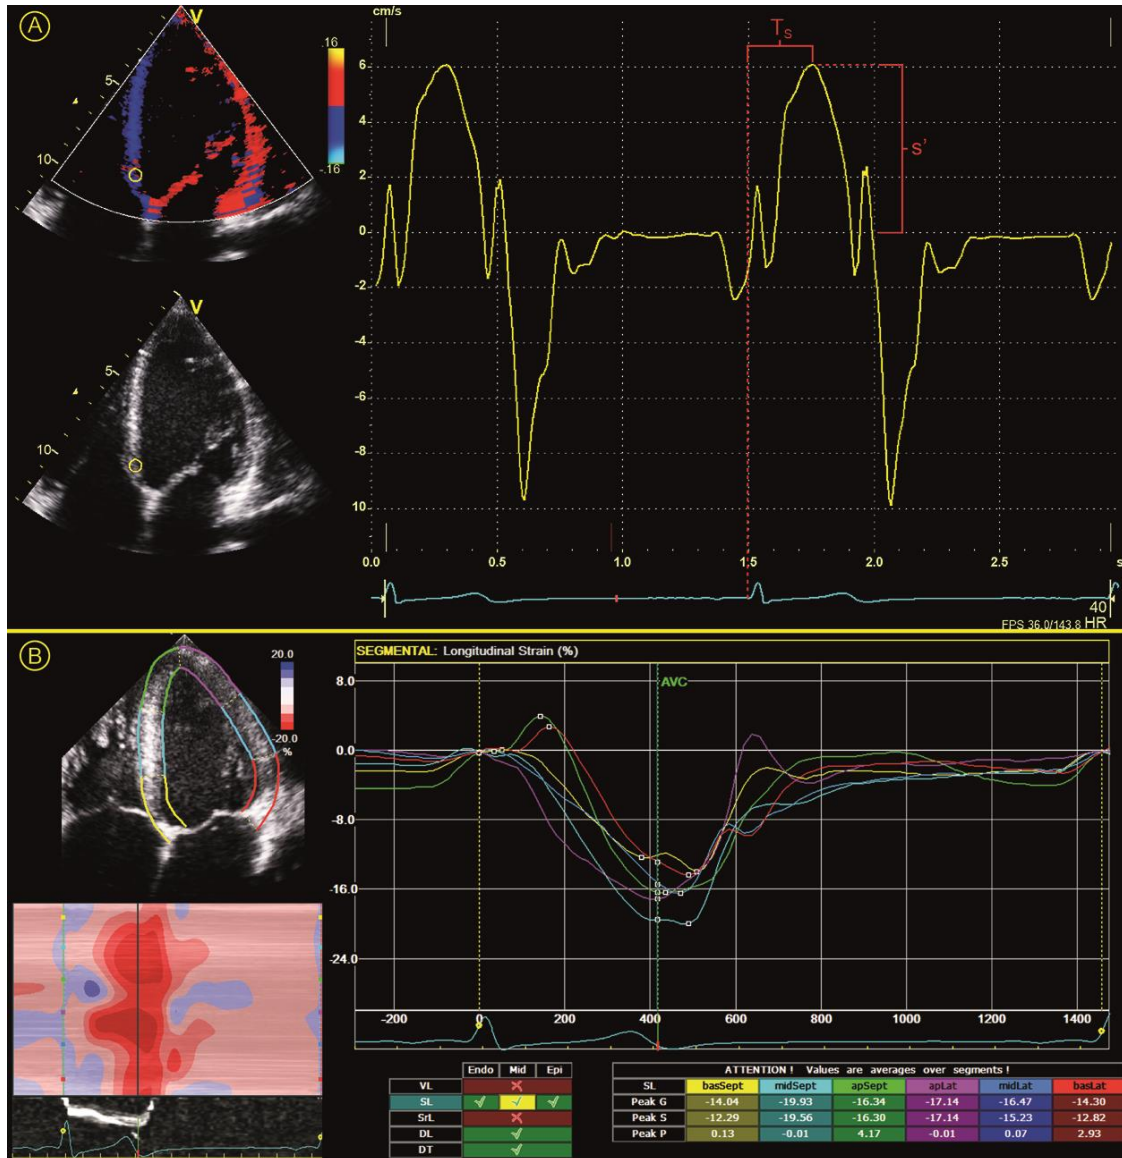 A
cm/s
V
.16
.16
5
10
V
5
10
6
4
2
0
-2
-4
-6
-8
10
Ts
s'
0.0 0.5 1.0 1.5 2.0 2.5 s
40
FPS 36.0/143.8 HR
B
20.0
-20.0
%
SEGMENTAL: Longitudinal Strain (%)
AVC
8.0
0.0
-8.0
-16.0
-24.0
-200 0 200 400 600 800 1000 1200 1400
Endo Mid Epi
VL
SL
SrL
DL
DT
ATTENTION ! Values are averages over segments !
SL basSept midSept apSept apLat midLat basLat
Peak G -14.04 -19.93 -16.34 -17.14 -16.47 -14.30
Peak S -12.29 -19.56 -16.30 -17.14 -15.23 -12.82
Peak P 0.13 -0.01 4.17 -0.01 0.07 2.93